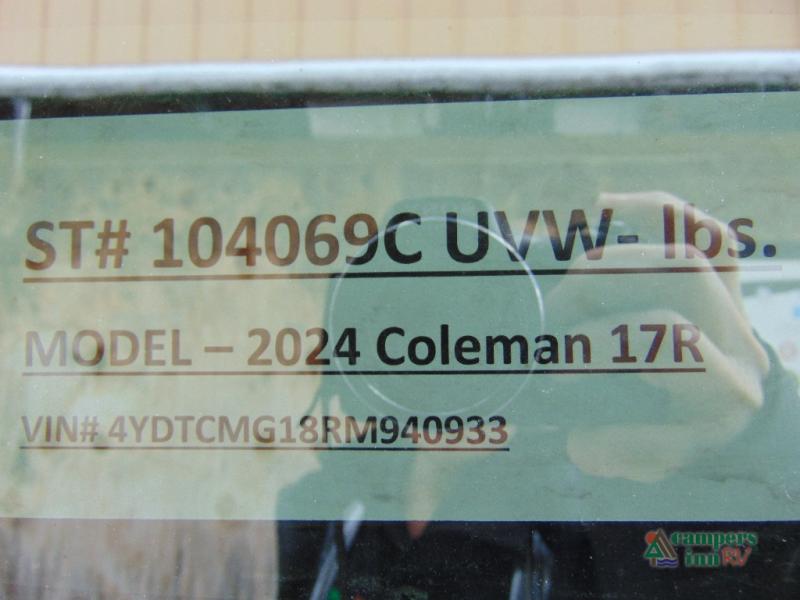 ST# 104069C UVW- lbs.
MODEL – 2024 Coleman 17R
VIN# 4YDTCMG18RM940933
campers
inn RV